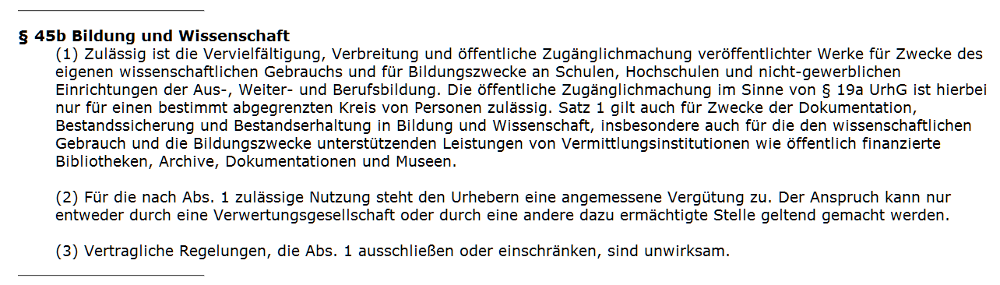 § 45b Bildung und Wissenschaft
(1) Zulässig ist die Vervielfältigung, Verbreitung und öffentliche Zugänglichmachung veröffentlichter Werke für Zwecke des
eigenen wissenschaftlichen Gebrauchs und für Bildungszwecke an Schulen, Hochschulen und nicht-gewerblichen
Einrichtungen der Aus-, Weiter- und Berufsbildung. Die öffentliche Zugänglichmachung im Sinne von § 19a UrhG ist hierbei
nur für einen bestimmt abgegrenzten Kreis von Personen zulässig. Satz 1 gilt auch für Zwecke der Dokumentation,
Bestandssicherung und Bestandserhaltung in Bildung und Wissenschaft, insbesondere auch für die den wissenschaftlichen
Gebrauch und die Bildungszwecke unterstützenden Leistungen von Vermittlungsinstitutionen wie öffentlich finanzierte
Bibliotheken, Archive, Dokumentationen und Museen.
(2) Für die nach Abs. 1 zulässige Nutzung steht den Urhebern eine angemessene Vergütung zu. Der Anspruch kann nur
entweder durch eine Verwertungsgesellschaft oder durch eine andere dazu ermächtigte Stelle geltend gemacht werden.
(3) Vertragliche Regelungen, die Abs. 1 ausschließen oder einschränken, sind unwirksam.